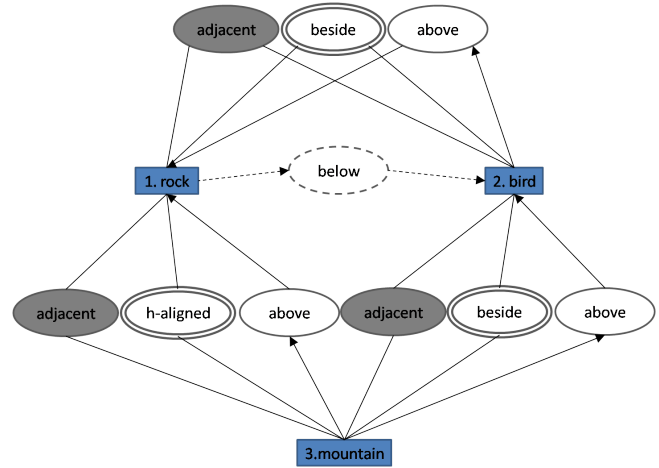 adjacent
beside
above
1. rock
below
2. bird
adjacent
h-aligned
above
adjacent
beside
above
3.mountain